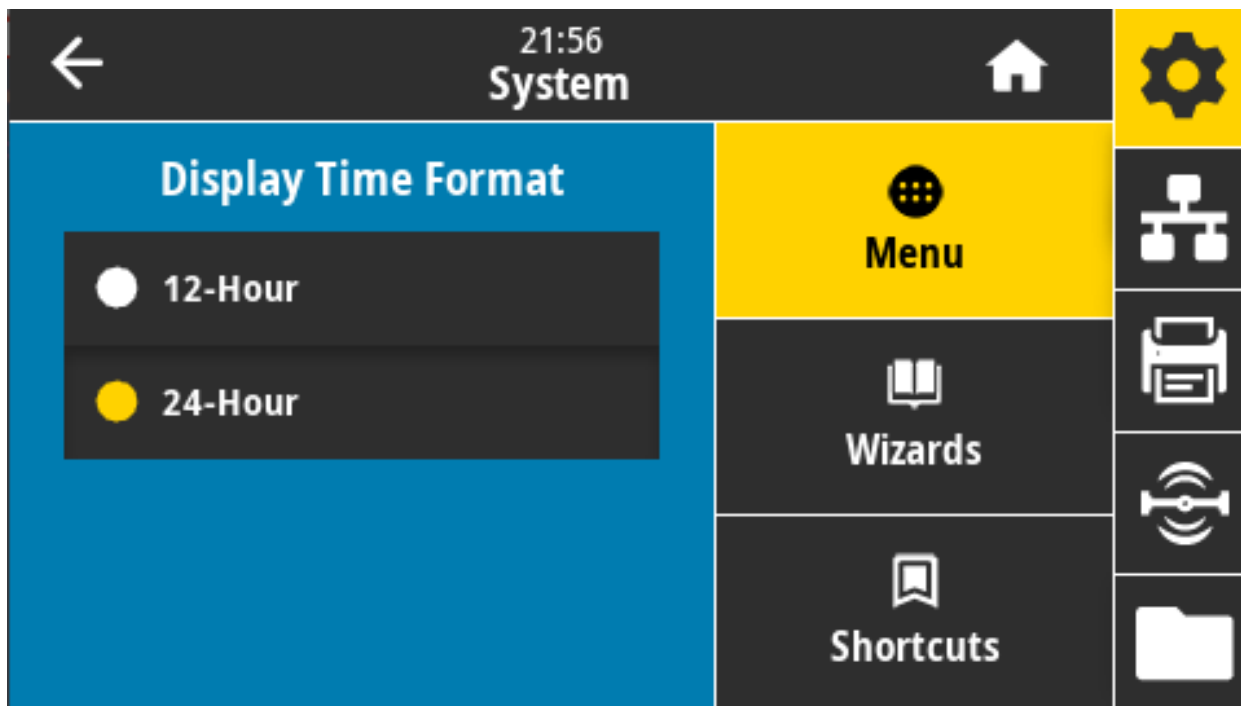 21:56
System
Display Time Format
12-Hour
24-Hour
Menu
Wizards
Shortcuts